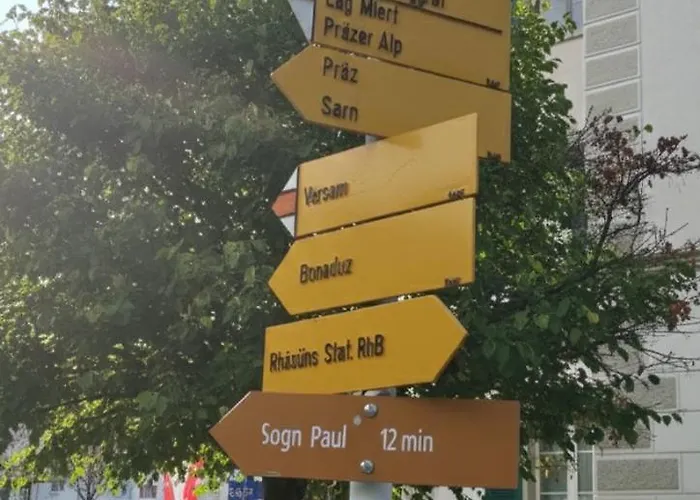 Lag Miert
Präzer Alp
Präz
Sarn
Versam
Bonaduz
Rhäzüns Stat. RhB
Sogn Paul 12 min